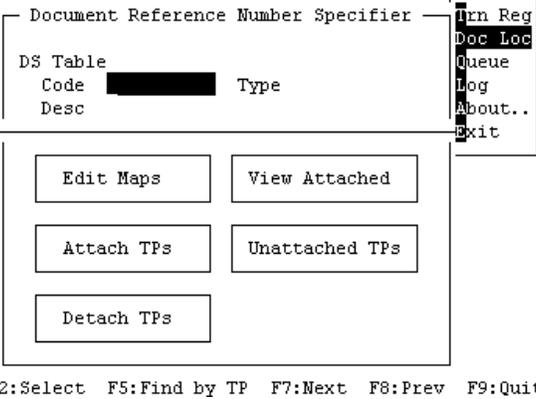 Document Reference Number Specifier
Trn Reg
Doc Loc
DS Table
Queue
Code Type
Log
Desc
About..
Exit
Edit Maps
View Attached
Attach TPs
Unattached TPs
Detach TPs
2:Select F5:Find by TP F7:Next F8:Prev F9:Quit